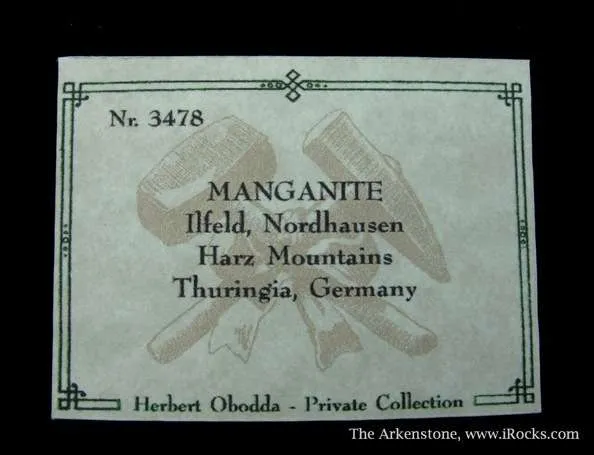 Nr. 3478
MANGANITE
Ilfeld, Nordhausen
Harz Mountains
Thuringia, Germany
Herbert Obodda - Private Collection
The Arkenstone, www.iRocks.com